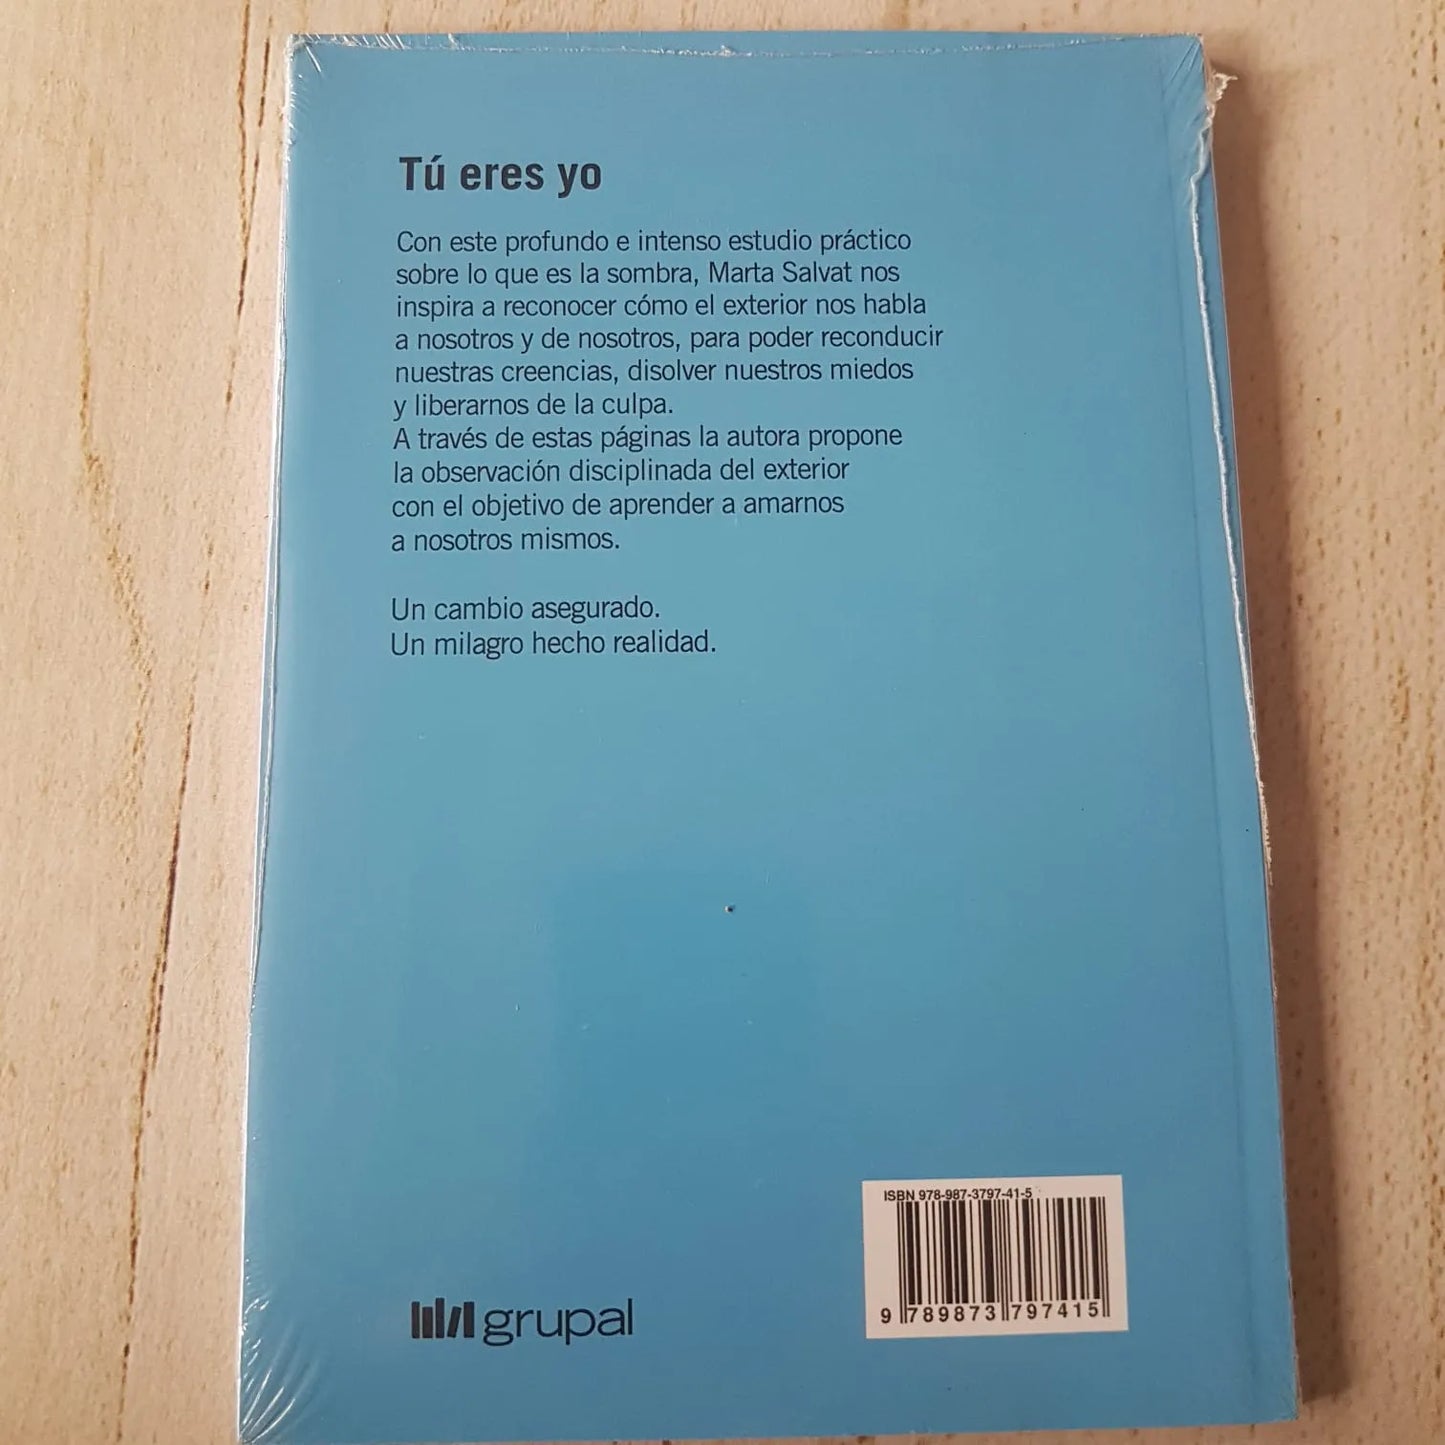 Tú eres yo
Con este profundo e intenso estudio práctico
sobre lo que es la sombra, Marta Salvat nos
inspira a reconocer cómo el exterior nos habla
a nosotros y de nosotros, para poder reconducir
nuestras creencias, disolver nuestros miedos
y liberarnos de la culpa.
A través de estas páginas la autora propone
la observación disciplinada del exterior
con el objetivo de aprender a amarnos
a nosotros mismos.
Un cambio asegurado.
Un milagro hecho realidad.
ISBN 978-987-3797-41-5
9 789873 797415
grupal